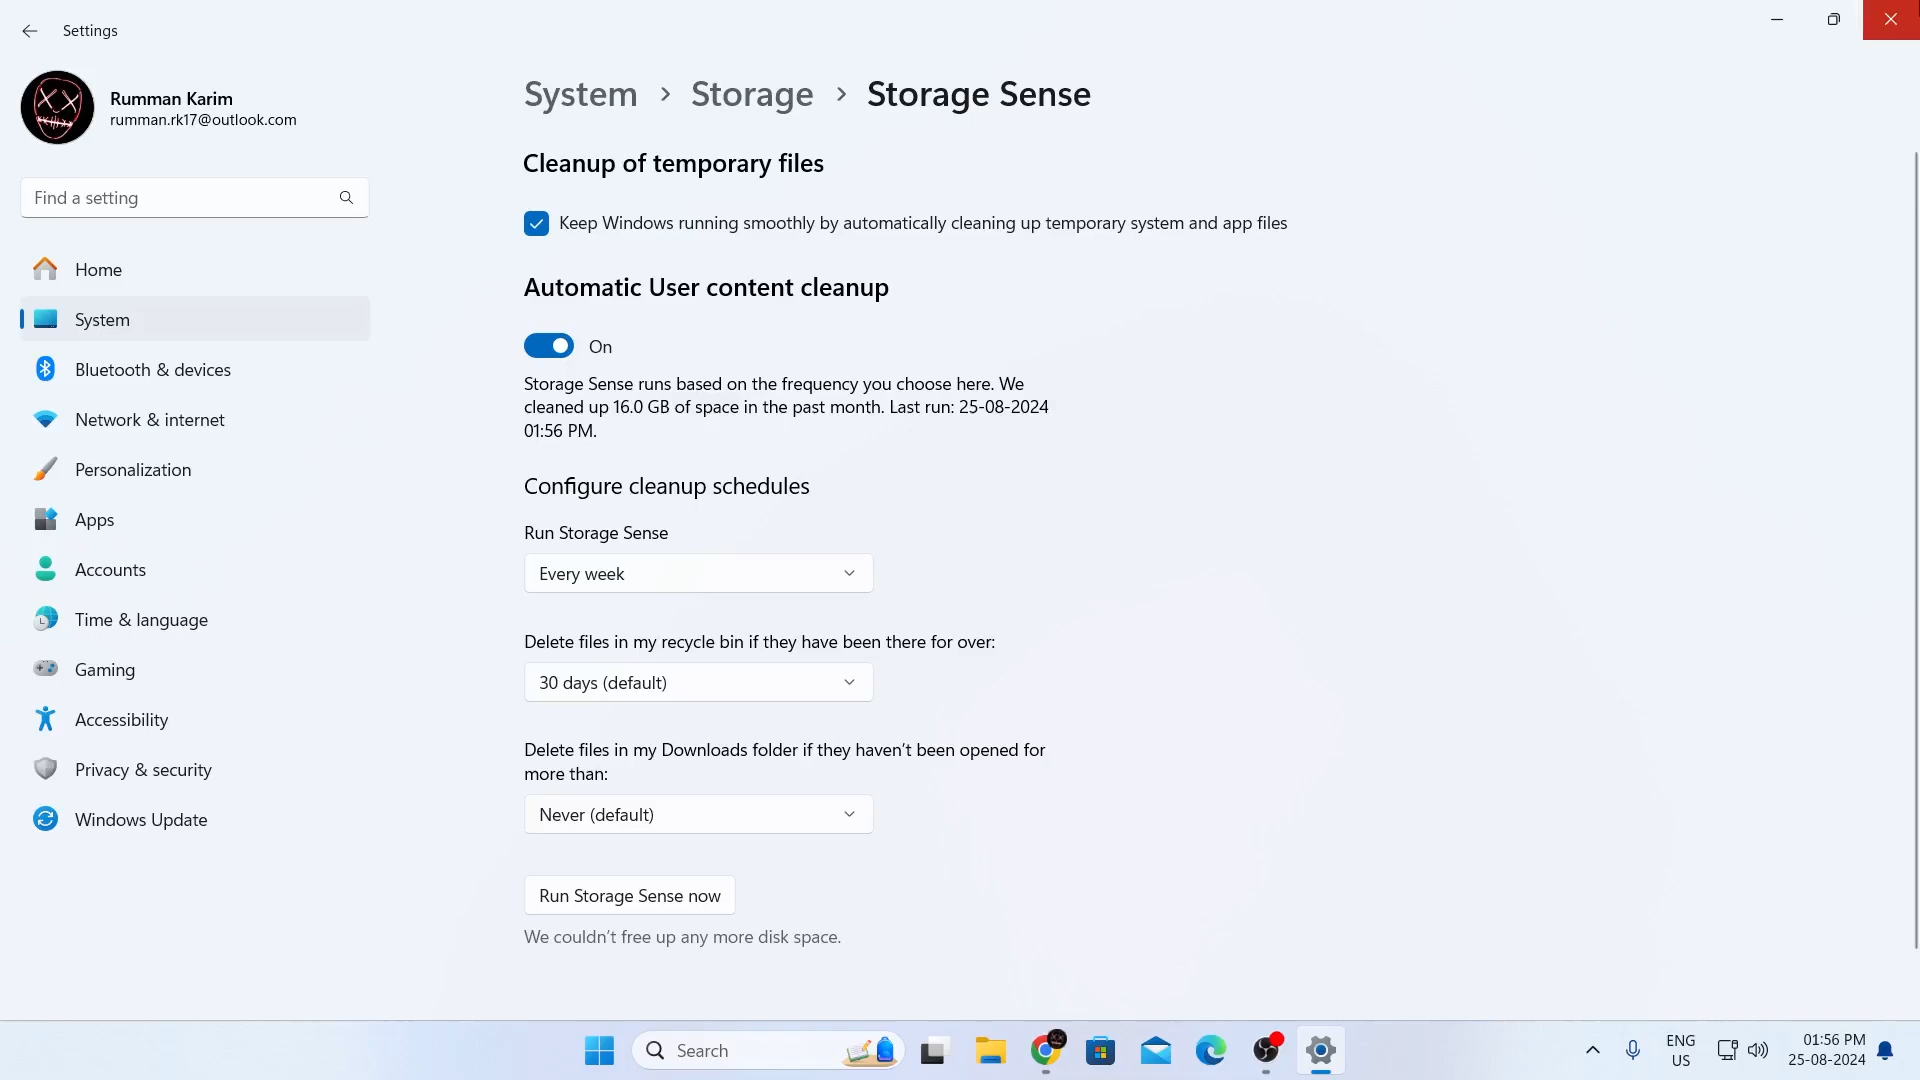 Settings
Rumman Karim
rumman.rk17@outlook.com
Find a setting
Home
System
Bluetooth & devices
Network & internet
Personalization
Apps
Accounts
Time & language
Gaming
Accessibility
Privacy & security
Windows Update
System > Storage > Storage Sense
Cleanup of temporary files
Keep Windows running smoothly by automatically cleaning up temporary system and app files
Automatic User content cleanup
On
Storage Sense runs based on the frequency you choose here. We
cleaned up 16.0 GB of space in the past month. Last run: 25-08-2024
01:56 PM.
Configure cleanup schedules
Run Storage Sense
Every week
Delete files in my recycle bin if they have been there for over:
30 days (default)
Delete files in my Downloads folder if they haven’t been opened for
more than:
Never (default)
Run Storage Sense now
We couldn’t free up any more disk space.
Search
ENG
US
01:56 PM
25-08-2024